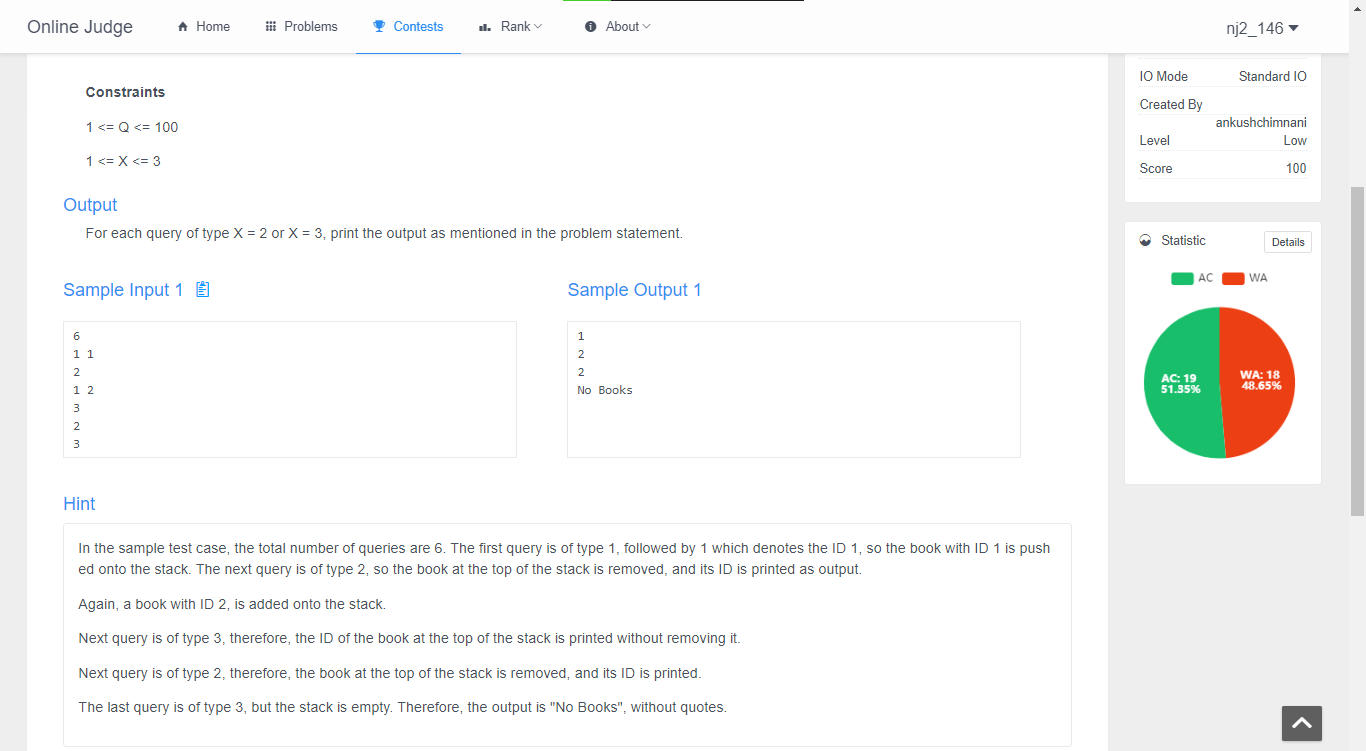 Online Judge
Home
Problems
Contests
Rank
About
nj2_146
Constraints
1 <= Q <= 100
1 <= X <= 3
Output
For each query of type X = 2 or X = 3, print the output as mentioned in the problem statement.
Sample Input 1
6
1 1
2
1 2
3
2
3
Sample Output 1
1
2
2
No Books
Hint
In the sample test case, the total number of queries are 6. The first query is of type 1, followed by 1 which denotes the ID 1, so the book with ID 1 is push
ed onto the stack. The next query is of type 2, so the book at the top of the stack is removed, and its ID is printed as output.
Again, a book with ID 2, is added onto the stack.
Next query is of type 3, therefore, the ID of the book at the top of the stack is printed without removing it.
Next query is of type 2, therefore, the book at the top of the stack is removed, and its ID is printed.
The last query is of type 3, but the stack is empty. Therefore, the output is "No Books", without quotes.
IO Mode Standard IO
Created By
ankushchimnani
Level Low
Score 100
Statistic
Details
AC WA
AC: 19
51.35%
WA: 18
48.65%